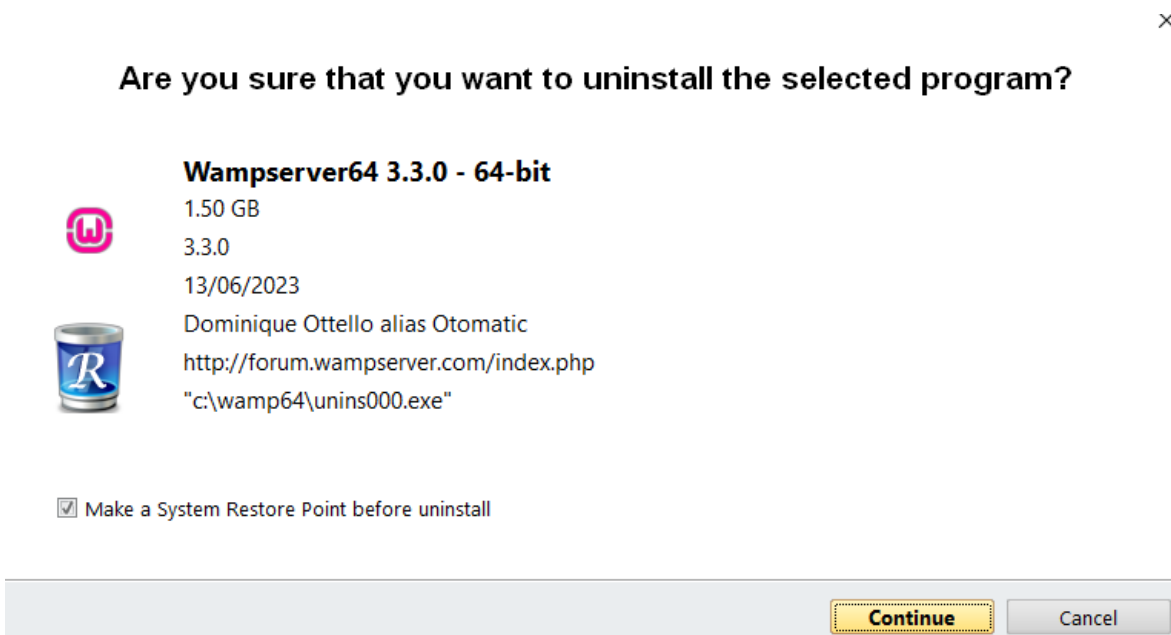 Are you sure that you want to uninstall the selected program?
Wampserver64 3.3.0 - 64-bit
1.50 GB
3.3.0
13/06/2023
Dominique Ottello alias Otomatic
http://forum.wampserver.com/index.php
"c:\wamp64\unins000.exe"
Make a System Restore Point before uninstall
Continue
Cancel